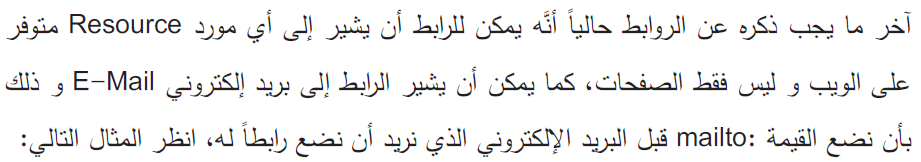 آخر ما يجب ذكره عن الروابط حالياً أنَّه يمكن للرابط أن يشير إلى أي مورد Resource متوفر
على الويب و ليس فقط الصفحات، كما يمكن أن يشير الرابط إلى بريد إلكتروني E-Mail و ذلك
بأن نضع القيمة mailto: قبل البريد الإلكتروني الذي نريد أن نضع رابطاً له، انظر المثال التالي: